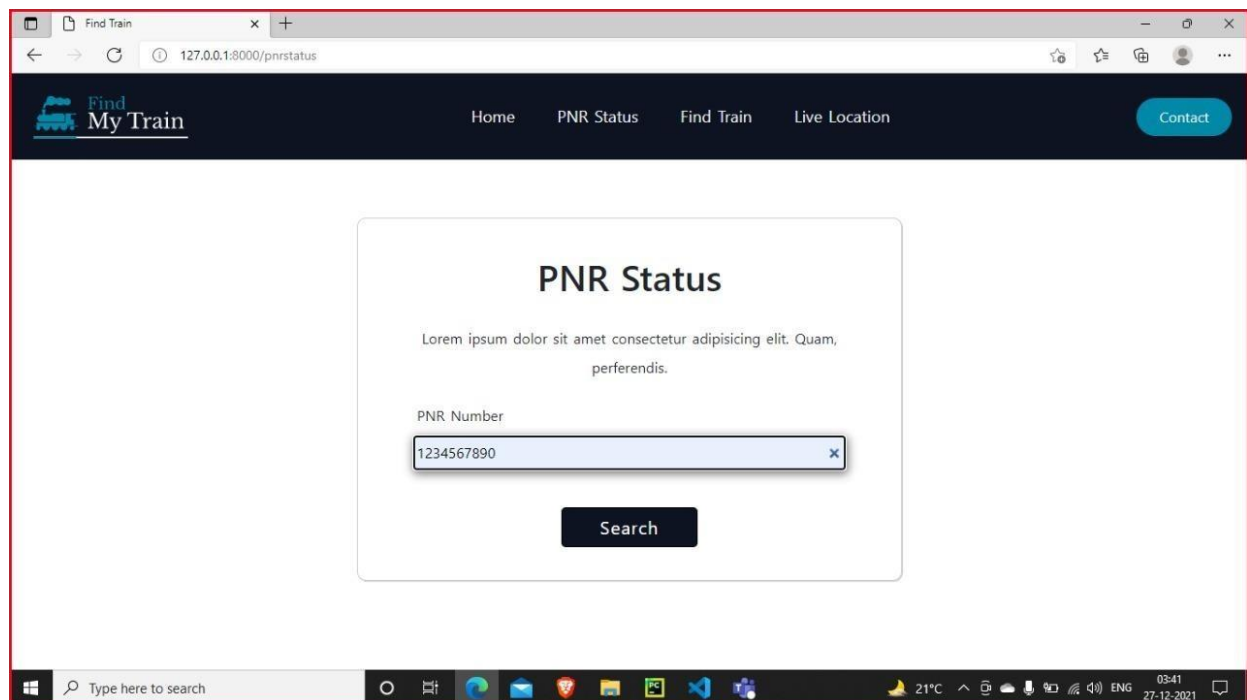 Find Train
127.0.0.1:8000/pnrstatus
Find
My Train
Home PNR Status Find Train Live Location Contact
PNR Status
Lorem ipsum dolor sit amet consectetur adipisicing elit. Quam,
perferendis.
PNR Number
1234567890
Search
Type here to search
PC
21°C
ENG
03:41
27-12-2021